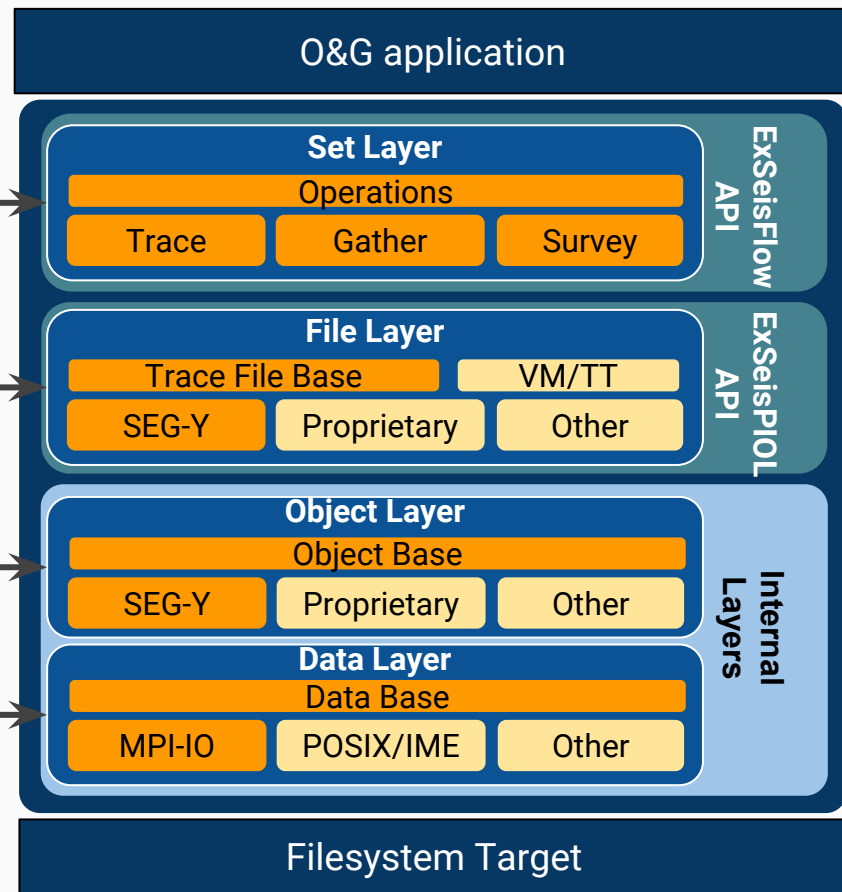 O&G application
Set Layer
Operations
Trace
Gather
Survey
ExSeisFlow
API
File Layer
Trace File Base
VM/TT
SEG-Y
Proprietary
Other
ExSeisPIOL
API
Object Layer
Object Base
SEG-Y
Proprietary
Other
Data Layer
Data Base
MPI-IO
POSIX/IME
Other
Internal
Layers
Filesystem Target